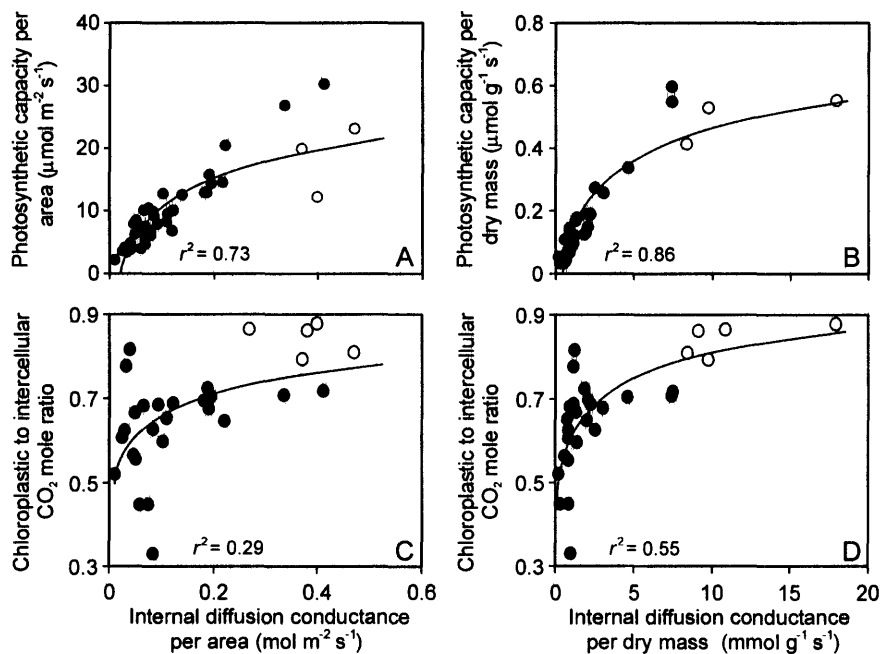 Photosynthetic capacity per
area (μmol m⁻² s⁻¹)
40
30
20
10
0
r² = 0.73
A
Photosynthetic capacity per
dry mass (μmol g⁻¹ s⁻¹)
0.8
0.6
0.4
0.2
0
r² = 0.86
B
Chloroplastic to intercellular
CO₂ mole ratio
0.9
0.7
0.5
0.3
r² = 0.29
C
0
0.2
0.4
0.6
Internal diffusion conductance
per area (mol m⁻² s⁻¹)
Chloroplastic to intercellular
CO₂ mole ratio
0.9
0.7
0.5
0.3
r² = 0.55
D
0
5
10
15
20
Internal diffusion conductance
per dry mass (mmol g⁻¹ s⁻¹)